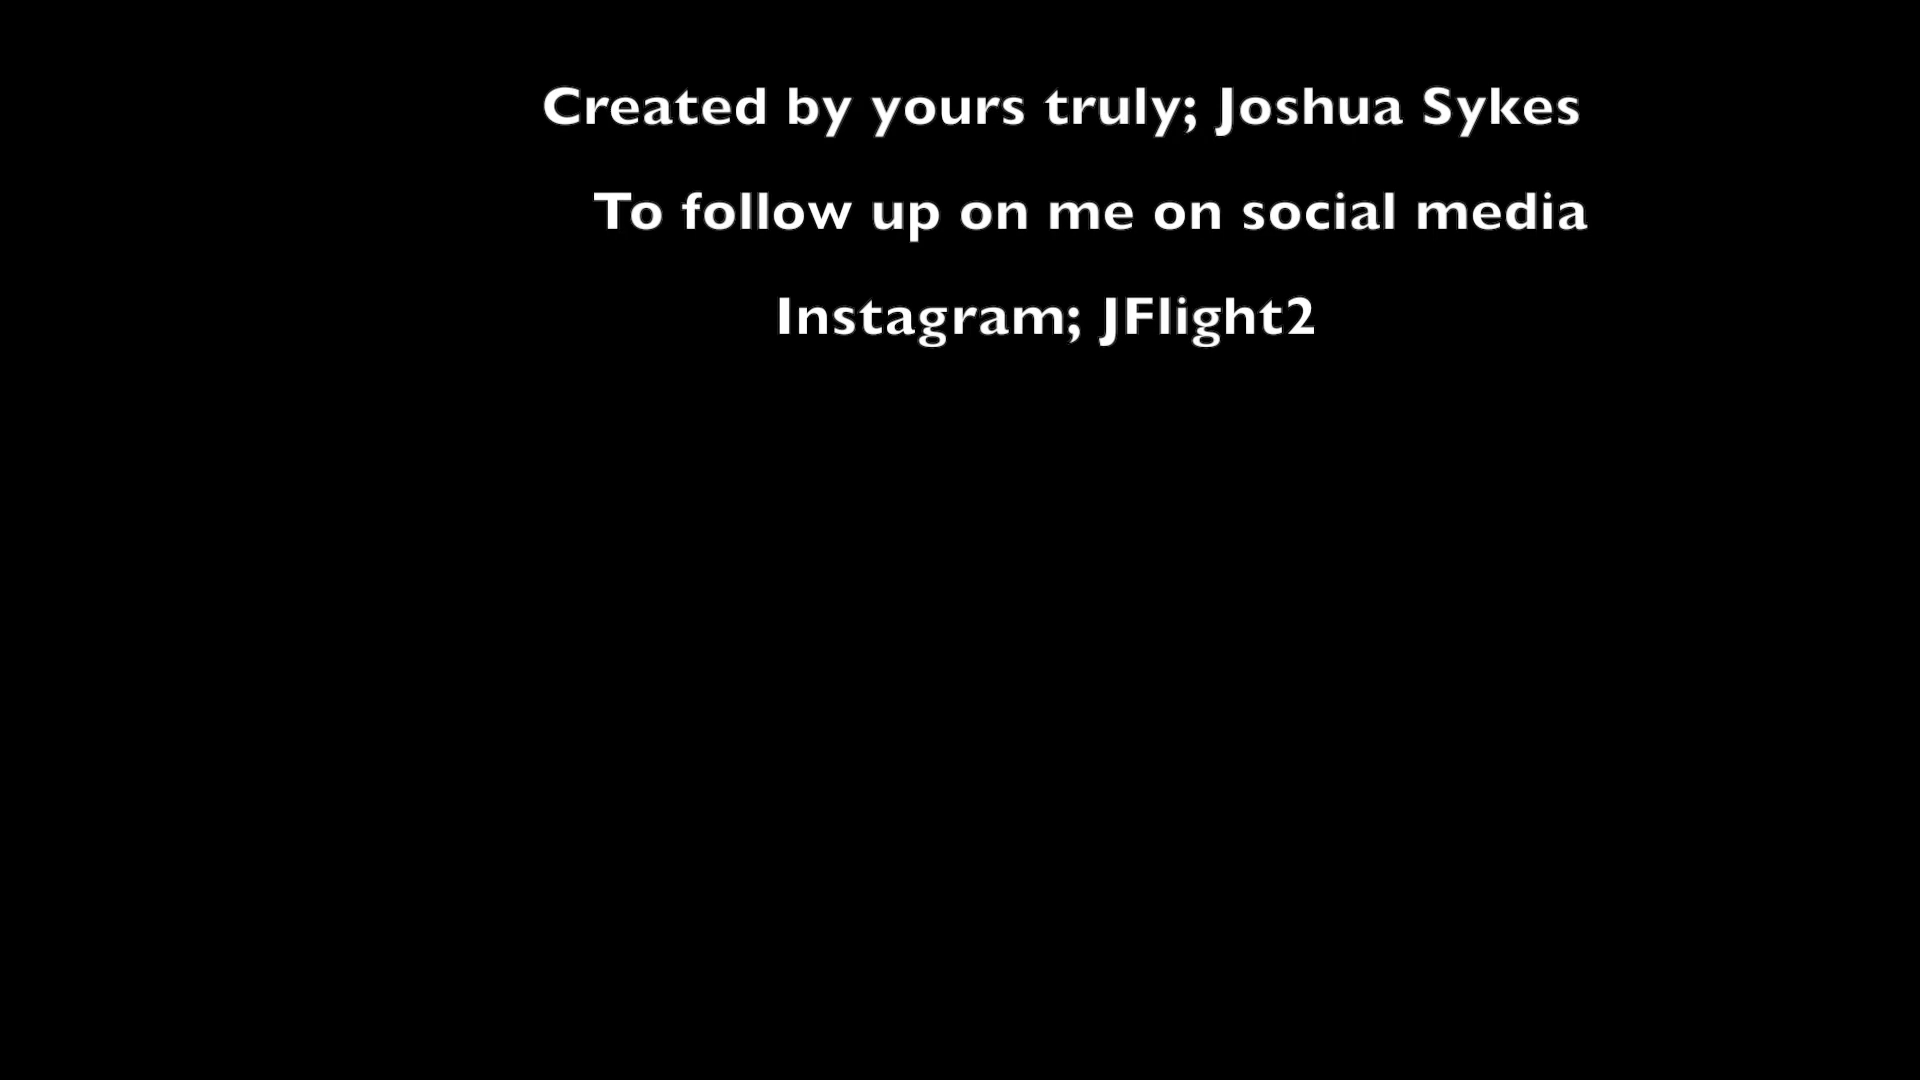 Created by yours truly; Joshua Sykes
To follow up on me on social media
Instagram; JFlight2